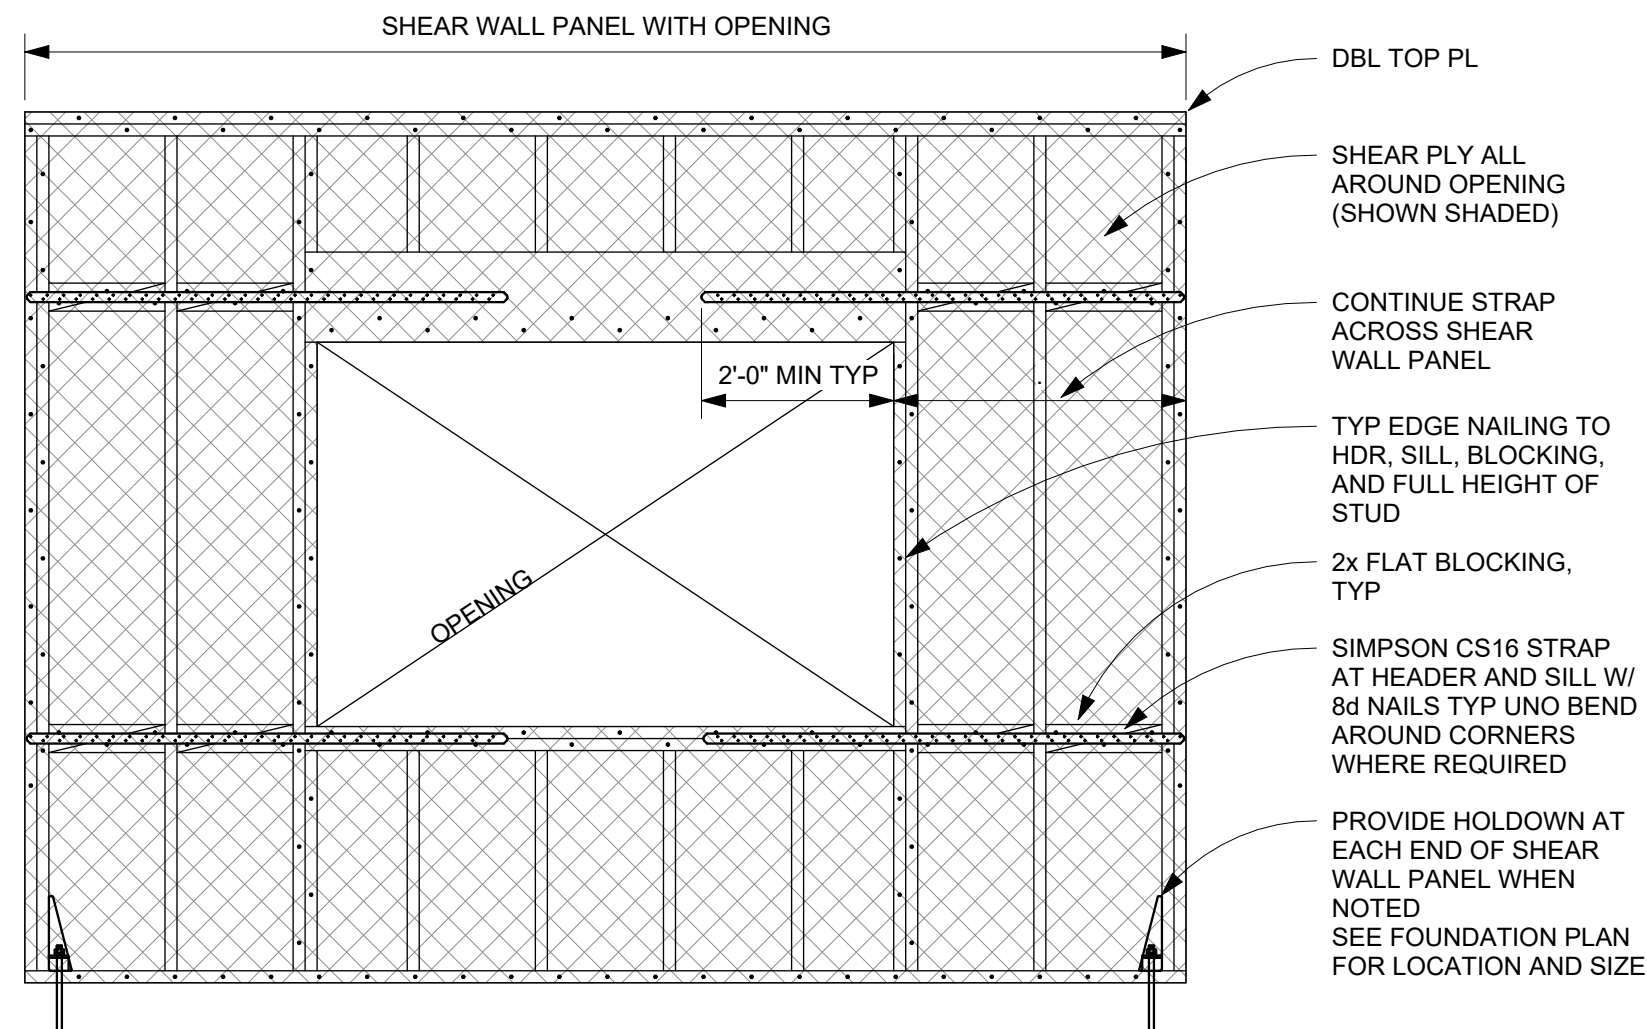 SHEAR WALL PANEL WITH OPENING
DBL TOP PL
SHEAR PLY ALL
AROUND OPENING
(SHOWN SHADED)
CONTINUE STRAP
ACROSS SHEAR
WALL PANEL
2'-0" MIN TYP
TYP EDGE NAILING TO
HDR, SILL, BLOCKING,
AND FULL HEIGHT OF
STUD
OPENING
2x FLAT BLOCKING,
TYP
SIMPSON CS16 STRAP
AT HEADER AND SILL W/
8d NAILS TYP UNO BEND
AROUND CORNERS
WHERE REQUIRED
PROVIDE HOLDOWN AT
EACH END OF SHEAR
WALL PANEL WHEN
NOTED
SEE FOUNDATION PLAN
FOR LOCATION AND SIZE